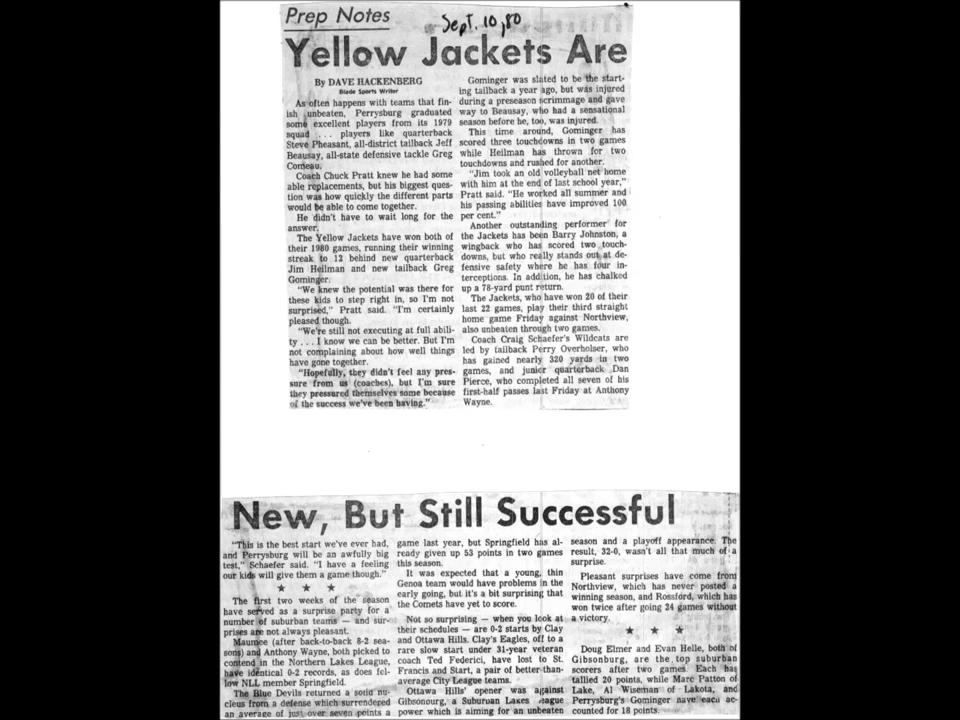 Prep Notes
Sept. 10, 80
Yellow Jackets Are
By DAVE HACKENBERG
Blade Sports Writer
As often happens with teams that fin-
ish unbeaten, Perrysburg graduated
some excellent players from its 1979
squad . . . players like quarterback
Steve Pheasant, all-district tailback Jeff
Beausay, all-state defensive tackle Greg
Comeau.
Coach Chuck Pratt knew he had some
able replacements, but his biggest ques-
tion was how quickly the different parts
would be able to come together.
He didn't have to wait long for the
answer.
The Yellow Jackets have won both of
their 1980 games, running their winning
streak to 12 behind new quarterback
Jim Heilman and new tailback Greg
Gominger.
"We knew the potential was there for
these kids to step right in, so I'm not
surprised," Pratt said. "I'm certainly
pleased though.
"We're still not executing at full abili-
ty . . . I know we can be better. But I'm
not complaining about how well things
have gone together.
"Hopefully, they didn't feel any pres-
sure from us (coaches), but I'm sure
they pressured themselves some because
of the success we've been having."
Gominger was slated to be the start-
ing tailback a year ago, but was injured
during a preseason scrimmage and gave
way to Beausay, who had a sensational
season before he, too, was injured.
This time around, Gominger has
scored three touchdowns in two games
while Heilman has thrown for two
touchdowns and rushed for another.
"Jim took an old volleyball net home
with him at the end of last school year,"
Pratt said. "He worked all summer and
his passing abilities have improved 100
per cent."
Another outstanding performer for
the Jackets has been Barry Johnston, a
wingback who has scored two touch-
downs, but who really stands out at de-
fensive safety where he has four in-
terceptions. In addition, he has chalked
up a 78-yard punt return.
The Jackets, who have won 20 of their
last 22 games, play their third straight
home game Friday against Northview,
also unbeaten through two games.
Coach Craig Schaefer's Wildcats are
led by tailback Perry Overholser, who
has gained nearly 320 yards in two
games, and junior quarterback Dan
Pierce, who completed all seven of his
first-half passes last Friday at Anthony
Wayne.
New, But Still Successful
"This is the best start we've ever had,
and Perrysburg will be an awfully big
test," Schaefer said. "I have a feeling
our kids will give them a game though."
★ ★ ★
The first two weeks of the season
have served as a surprise party for a
number of suburban teams — and sur-
prises are not always pleasant.
Maumee (after back-to-back 8-2 sea-
sons) and Anthony Wayne, both picked to
contend in the Northern Lakes League,
have identical 0-2 records, as does fel-
low NLL member Springfield.
The Blue Devils returned a solid nu-
cleus from a defense which surrendered
an average of just over seven points a
game last year, but Springfield has al-
ready given up 53 points in two games
this season.
It was expected that a young, thin
Genoa team would have problems in the
early going, but it's a bit surprising that
the Comets have yet to score.
Not so surprising — when you look at
their schedules — are 0-2 starts by Clay
and Ottawa Hills. Clay's Eagles, off to a
rare slow start under 31-year veteran
coach Ted Federici, have lost to St.
Francis and Start, a pair of better-than-
average City League teams.
Ottawa Hills' opener was against
Gibsonburg, a Suburban Lakes League
power which is aiming for an unbeaten
season and a playoff appearance. The
result, 32-0, wasn't all that much of a
surprise.
Pleasant surprises have come from
Northview, which has never posted a
winning season, and Rossford, which has
won twice after going 24 games without
a victory.
★ ★ ★
Doug Elmer and Evan Helle, both of
Gibsonburg, are the top suburban
scorers after two games. Each has
tallied 20 points, while Marc Patton of
Lake, Al Wiseman of Lakota, and
Perrysburg's Gominger have each ac-
counted for 18 points.